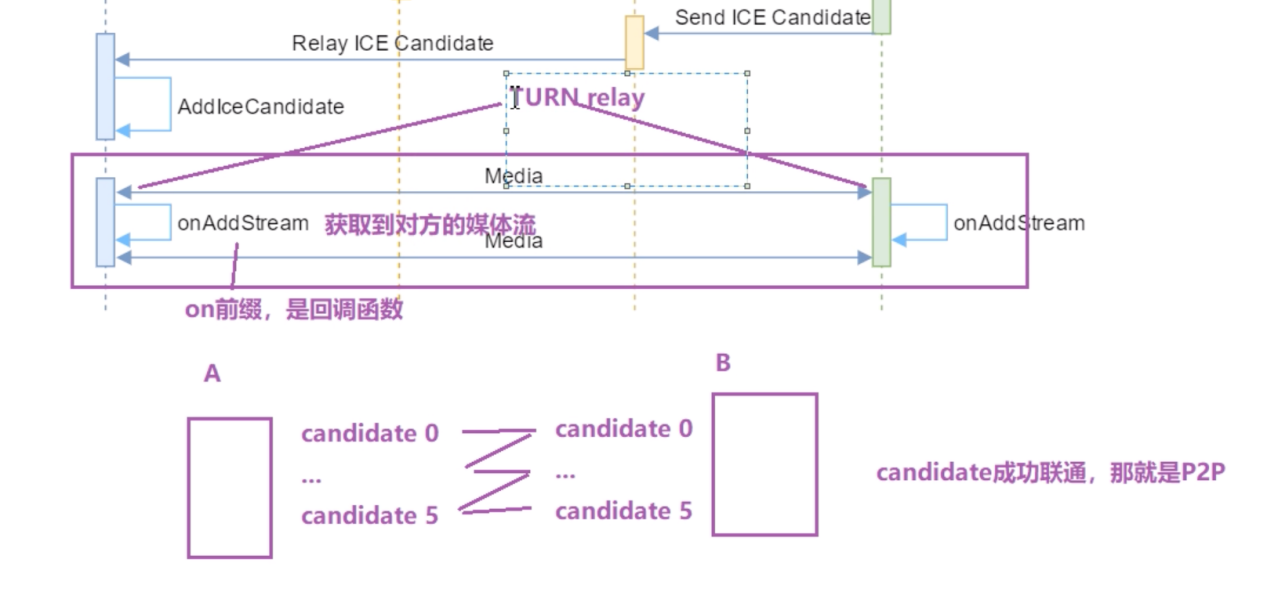 Send ICE Candidate
Relay ICE Candidate
TURN relay
AddIceCandidate
Media
onAddStream 获取到对方的媒体流 onAddStream
Media
on前缀，是回调函数
A B
candidate 0 candidate 0
... ...
candidate成功联通，那就是P2P
candidate 5 candidate 5